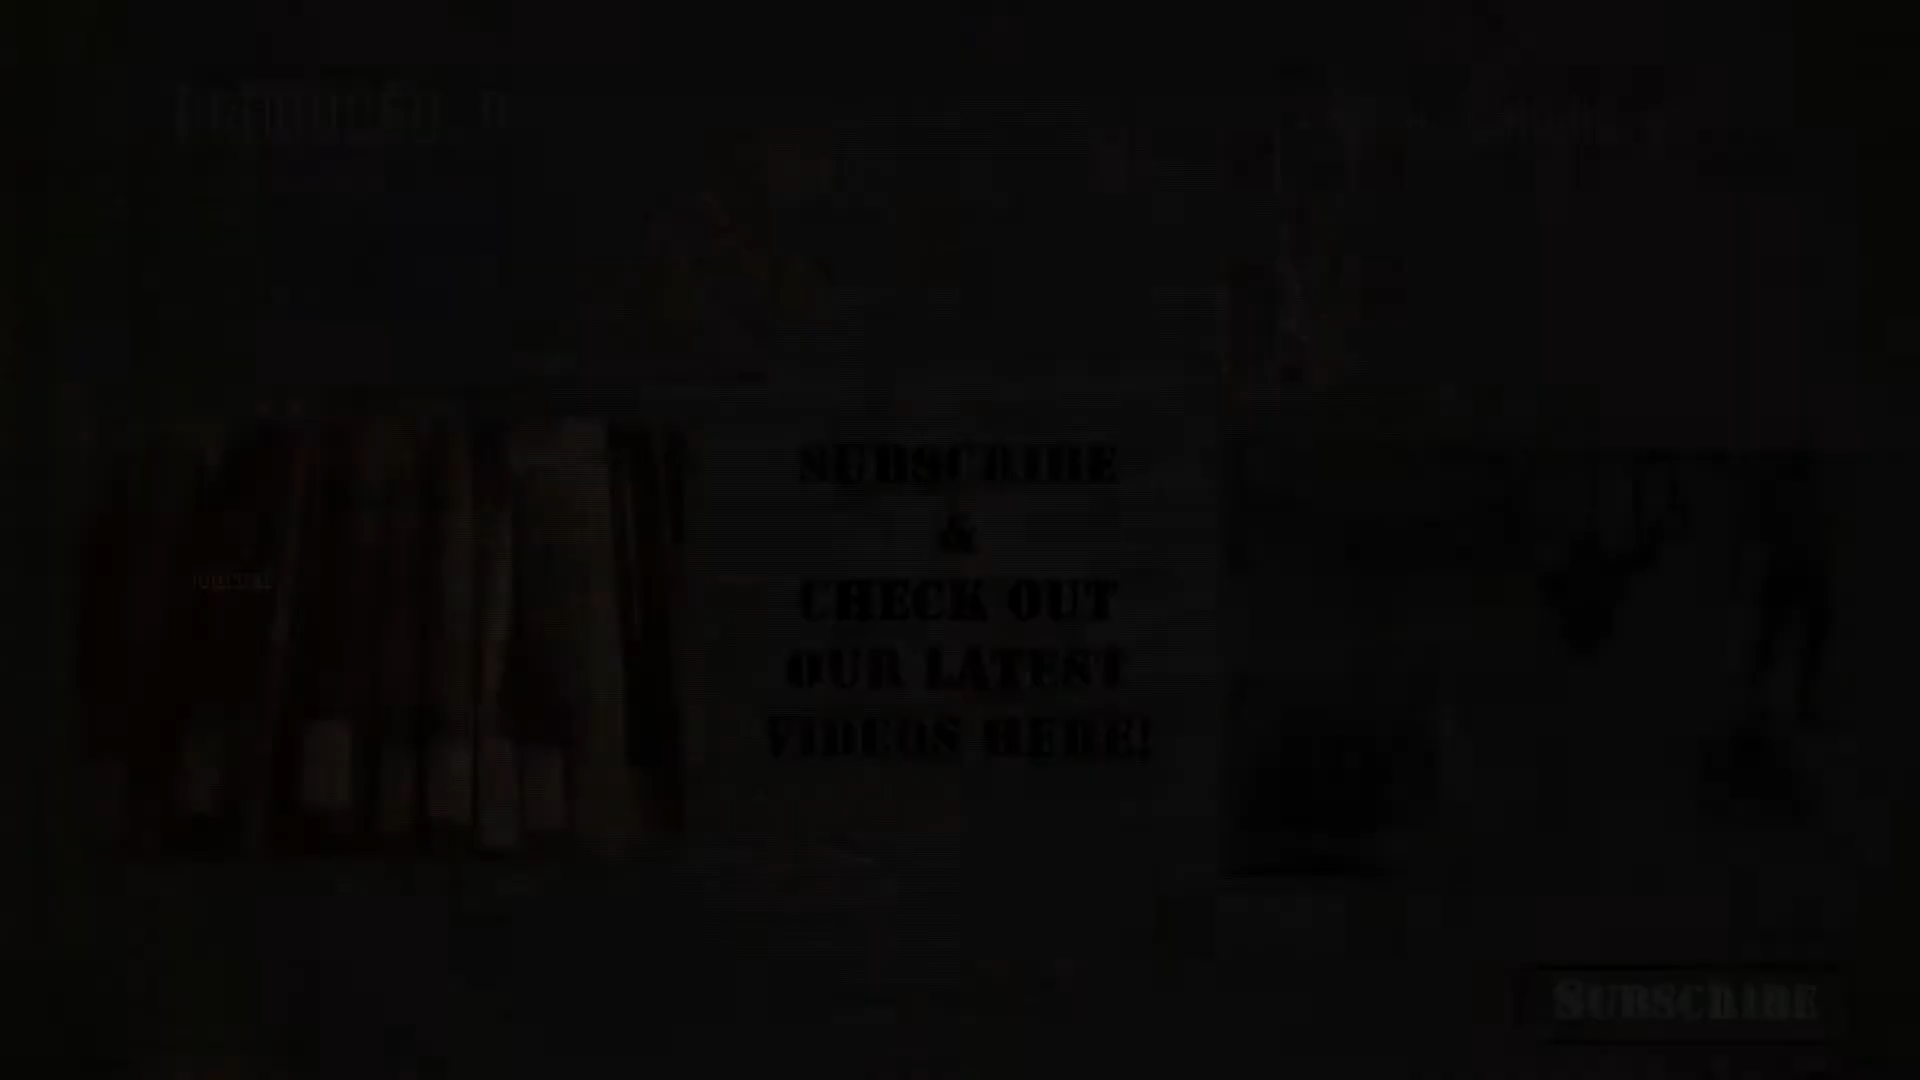 SUBSCRIBE
&
CHECK OUT
OUR LATEST
VIDEOS HERE!
SUBSCRIBE